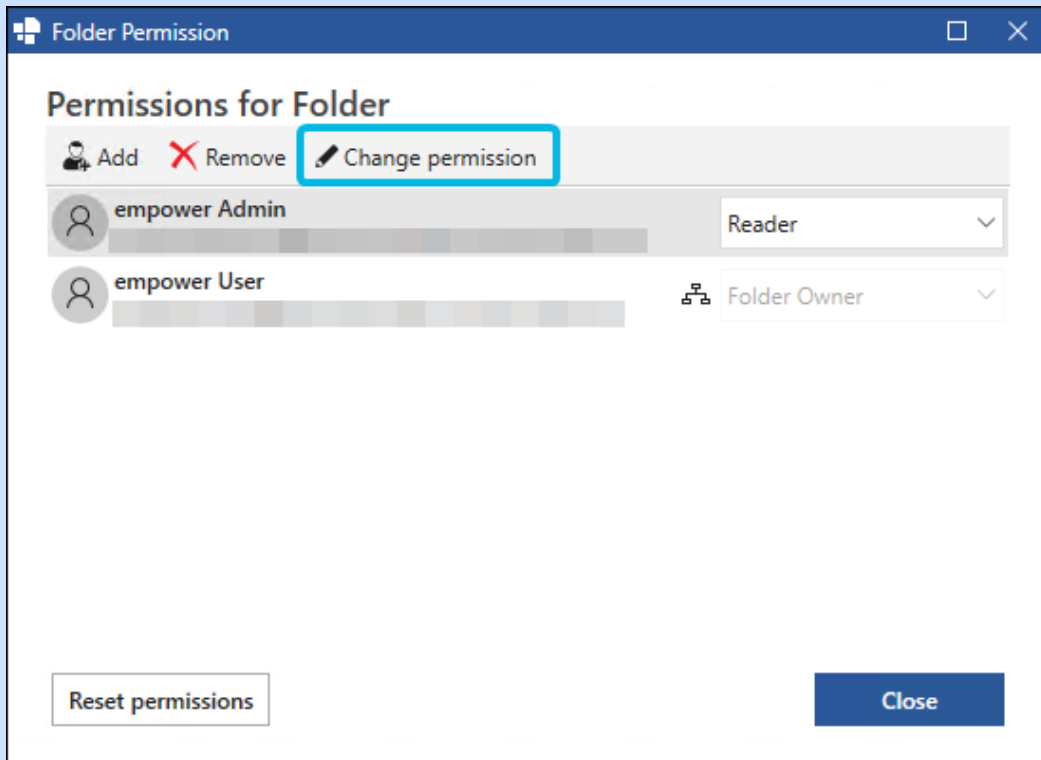 Folder Permission
Permissions for Folder
Add Remove Change permission
empower Admin
Reader
empower User
Folder Owner
Reset permissions Close